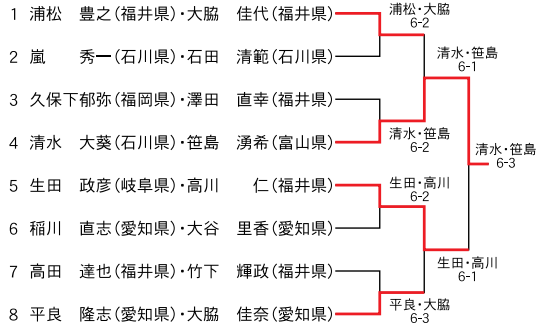 1 浦松 豊之(福井県)・大脇 佳代(福井県)
2 嵐 秀一(石川県)・石田 清範(石川県)
3 久保下郁弥(福岡県)・澤田 直幸(福井県)
4 清水 大葵(石川県)・笹島 湧希(富山県)
5 生田 政彦(岐阜県)・高川 仁(福井県)
6 稲川 直志(愛知県)・大谷 里香(愛知県)
7 高田 達也(福井県)・竹下 輝政(福井県)
8 平良 隆志(愛知県)・大脇 佳奈(愛知県)
浦松・大脇
6-2
清水・笹島
6-2
生田・高川
6-2
平良・大脇
6-3
清水・笹島
6-1
生田・高川
6-1
清水・笹島
6-3